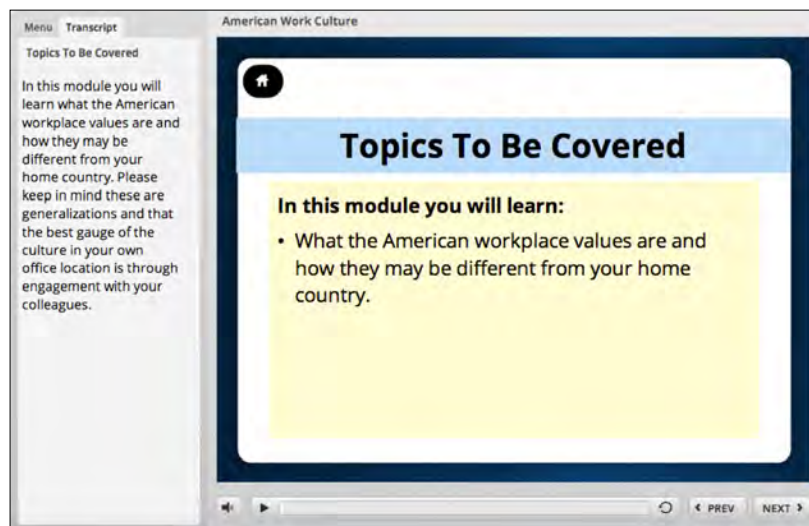 Menu Transcript
American Work Culture
Topics To Be Covered
In this module you will
learn what the American
workplace values are and
how they may be
different from your
home country. Please
keep in mind these are
generalizations and that
the best gauge of the
culture in your own
office location is through
engagement with your
colleagues.
Topics To Be Covered
In this module you will learn:
• What the American workplace values are and
how they may be different from your home
country.
PREV NEXT